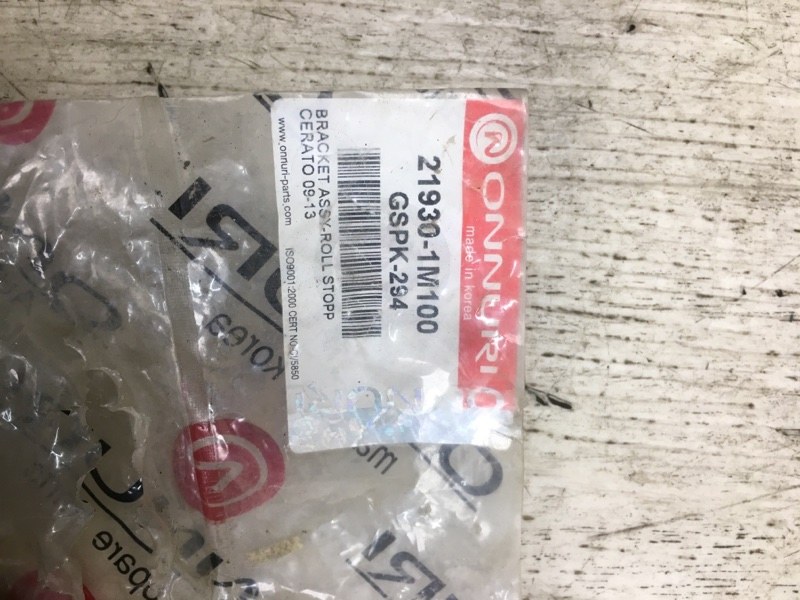 ONNURI
made in korea
21930-1M100
GSPK-294
BRACKET ASSY-ROLL STOPP
CERATO 09-13
www.onnuri-parts.com
ISO9001:2000 CERT NO:
korea